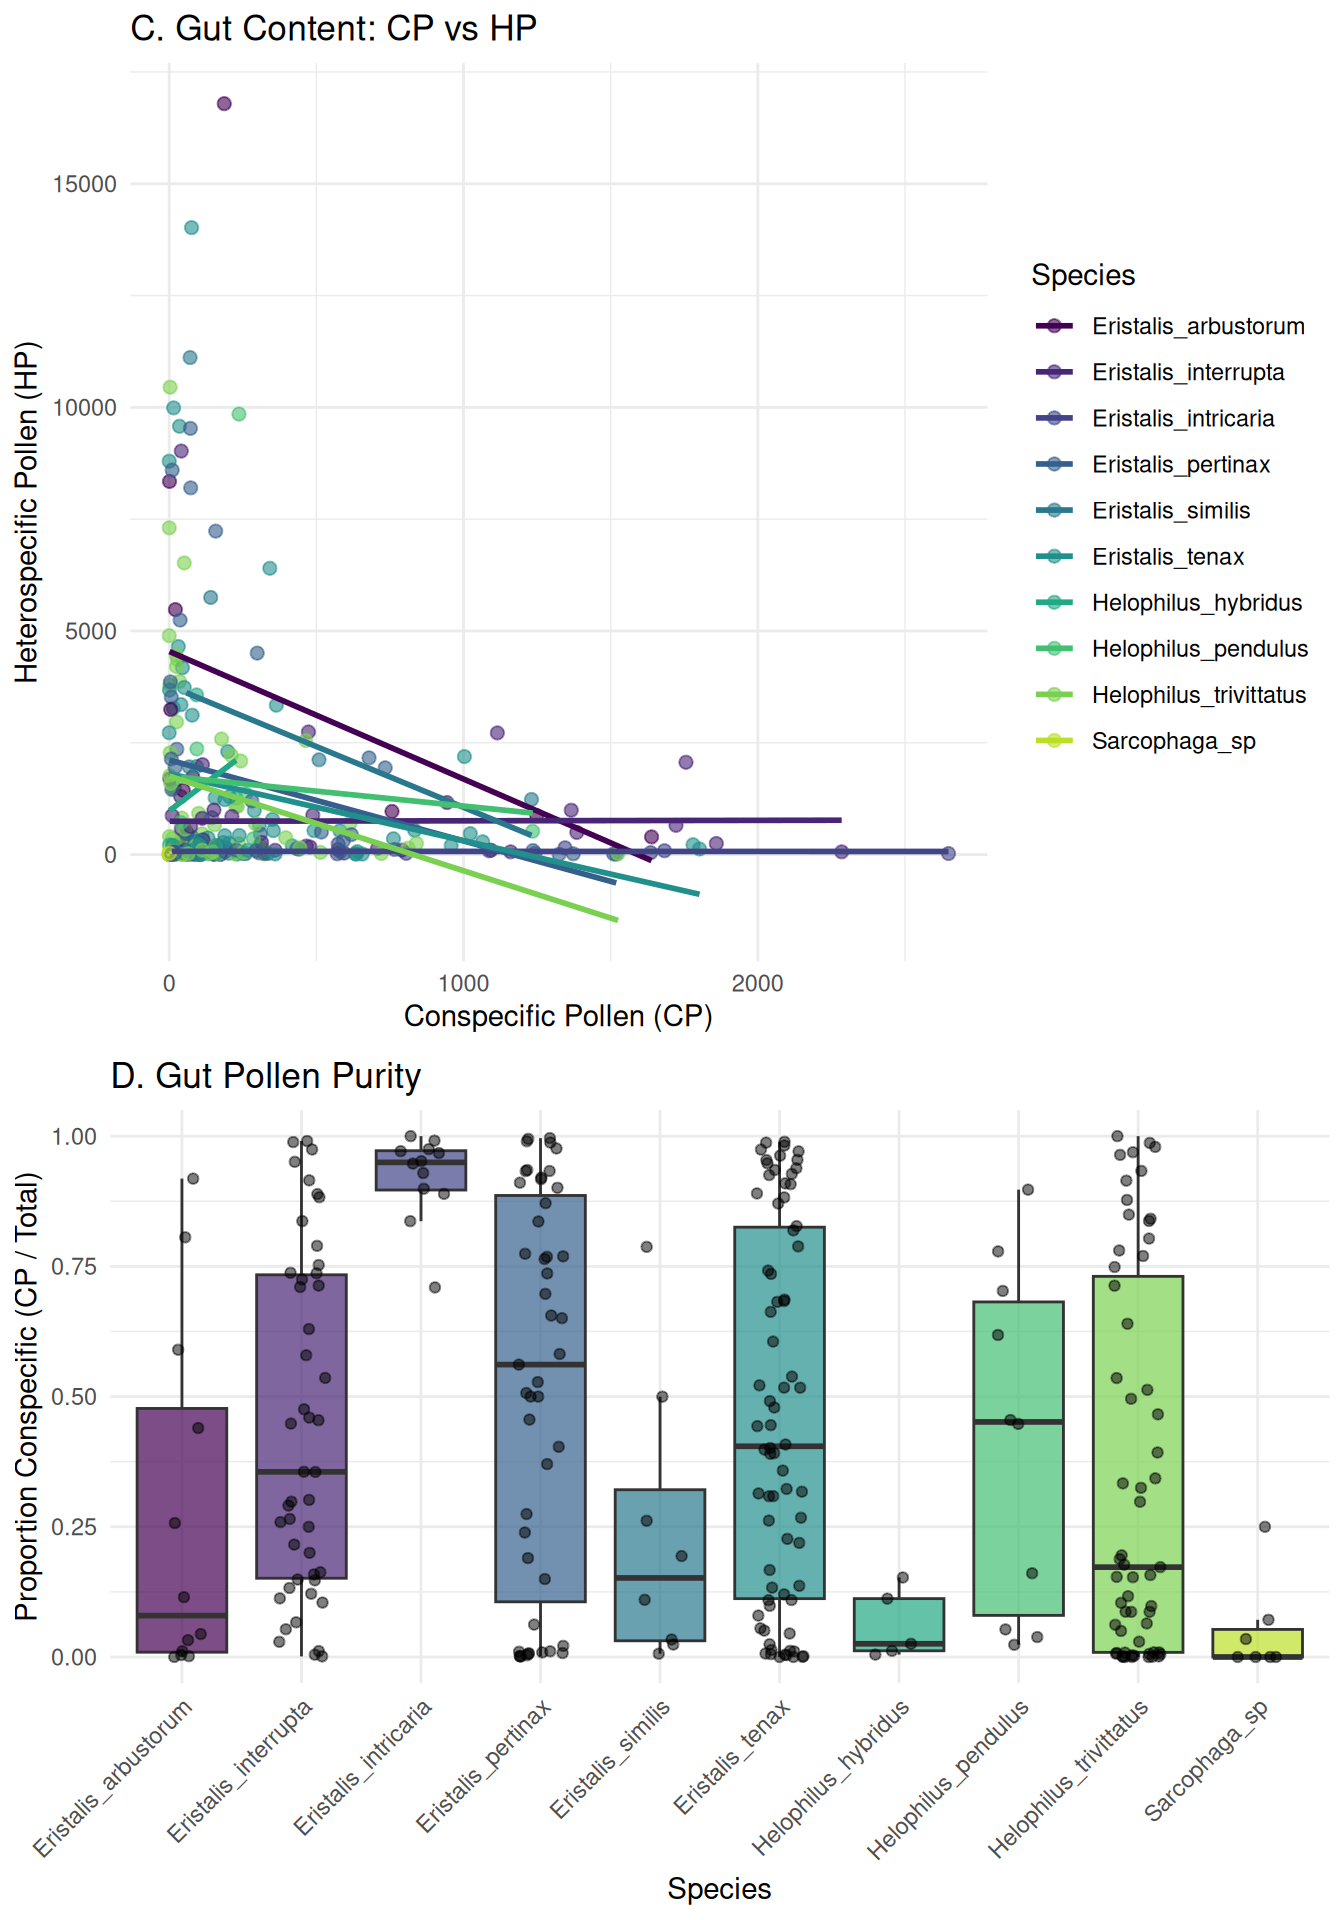 C. Gut Content: CP vs HP
Heterospecific Pollen (HP)
15000
10000
5000
0
0
1000
2000
Conspecific Pollen (CP)
Species
Eristalis_arbustorum
Eristalis_interrupta
Eristalis_intricaria
Eristalis_pertinax
Eristalis_similis
Eristalis_tenax
Helophilus_hybridus
Helophilus_pendulus
Helophilus_trivittatus
Sarcophaga_sp
D. Gut Pollen Purity
Proportion Conspecific (CP / Total)
1.00
0.75
0.50
0.25
0.00
Eristalis_arbustorum
Eristalis_interrupta
Eristalis_intricaria
Eristalis_pertinax
Eristalis_similis
Eristalis_tenax
Helophilus_hybridus
Helophilus_pendulus
Helophilus_trivittatus
Sarcophaga_sp
Species